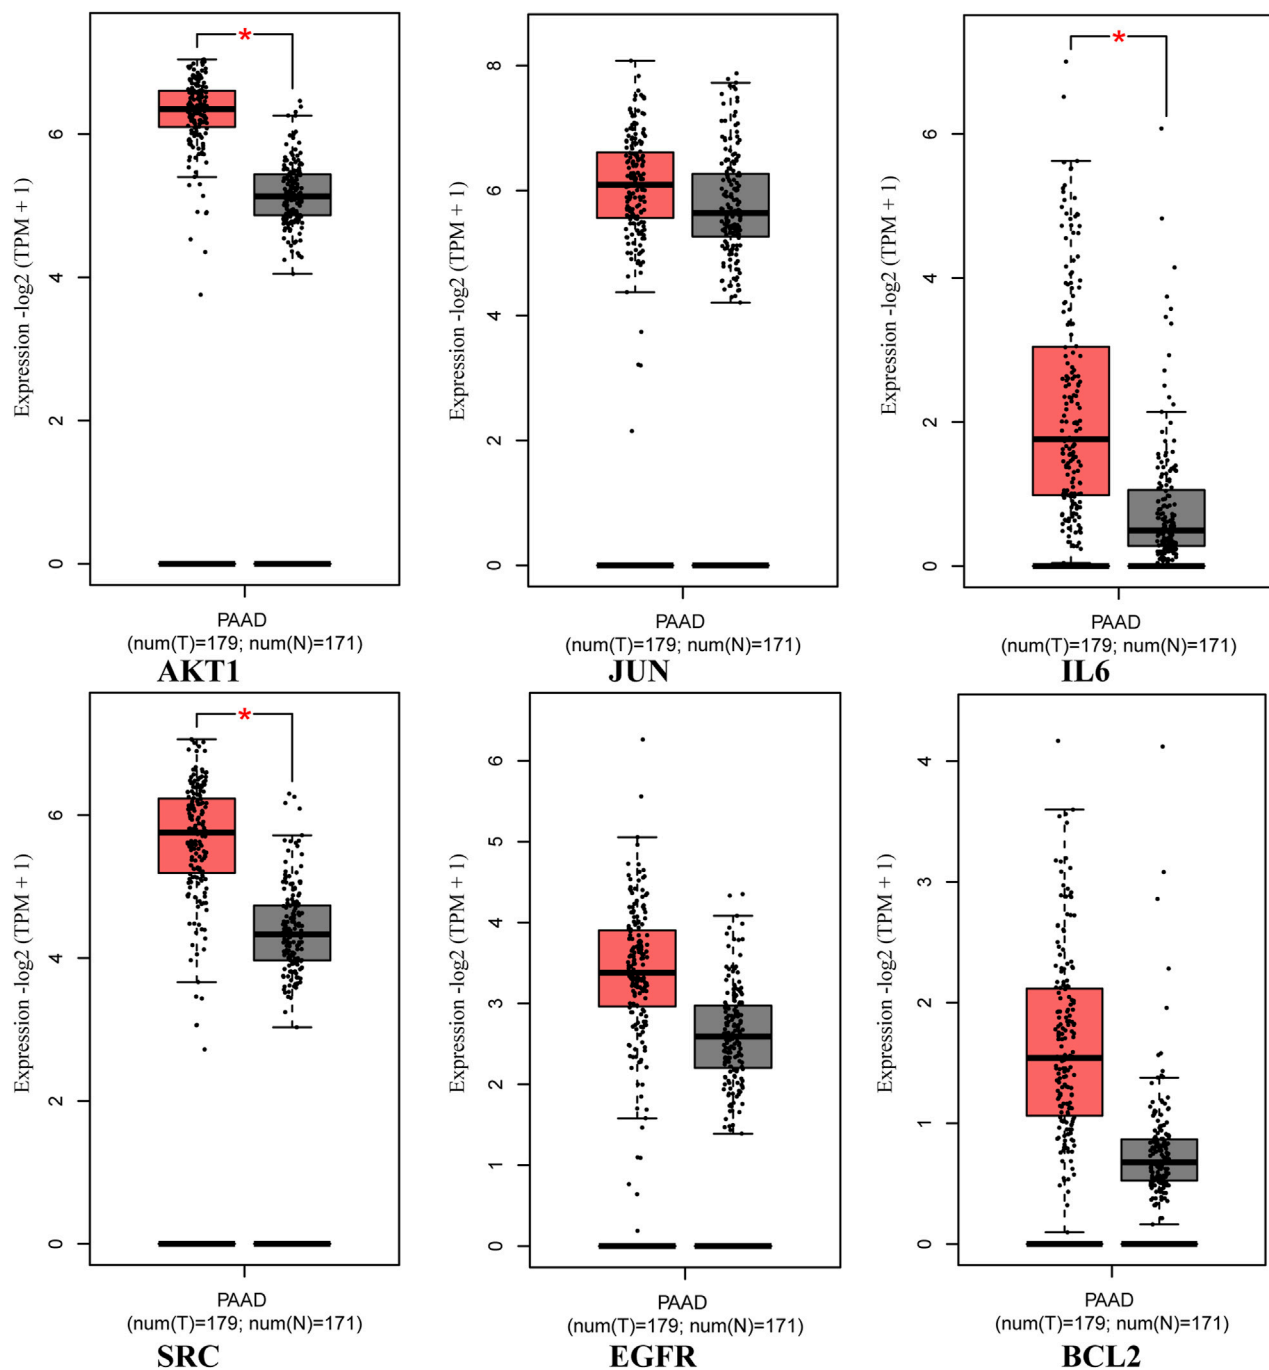 *
*
Expression -log2 (TPM + 1)
6
4
2
0
Expression -log2 (TPM + 1)
8
6
4
2
0
Expression -log2 (TPM + 1)
6
4
2
0
PAAD
(num(T)=179; num(N)=171)
AKT1
PAAD
(num(T)=179; num(N)=171)
JUN
PAAD
(num(T)=179; num(N)=171)
IL6
*
Expression -log2 (TPM + 1)
6
4
2
0
Expression -log2 (TPM + 1)
6
5
4
3
2
1
0
Expression -log2 (TPM + 1)
4
3
2
1
0
PAAD
(num(T)=179; num(N)=171)
SRC
PAAD
(num(T)=179; num(N)=171)
EGFR
PAAD
(num(T)=179; num(N)=171)
BCL2